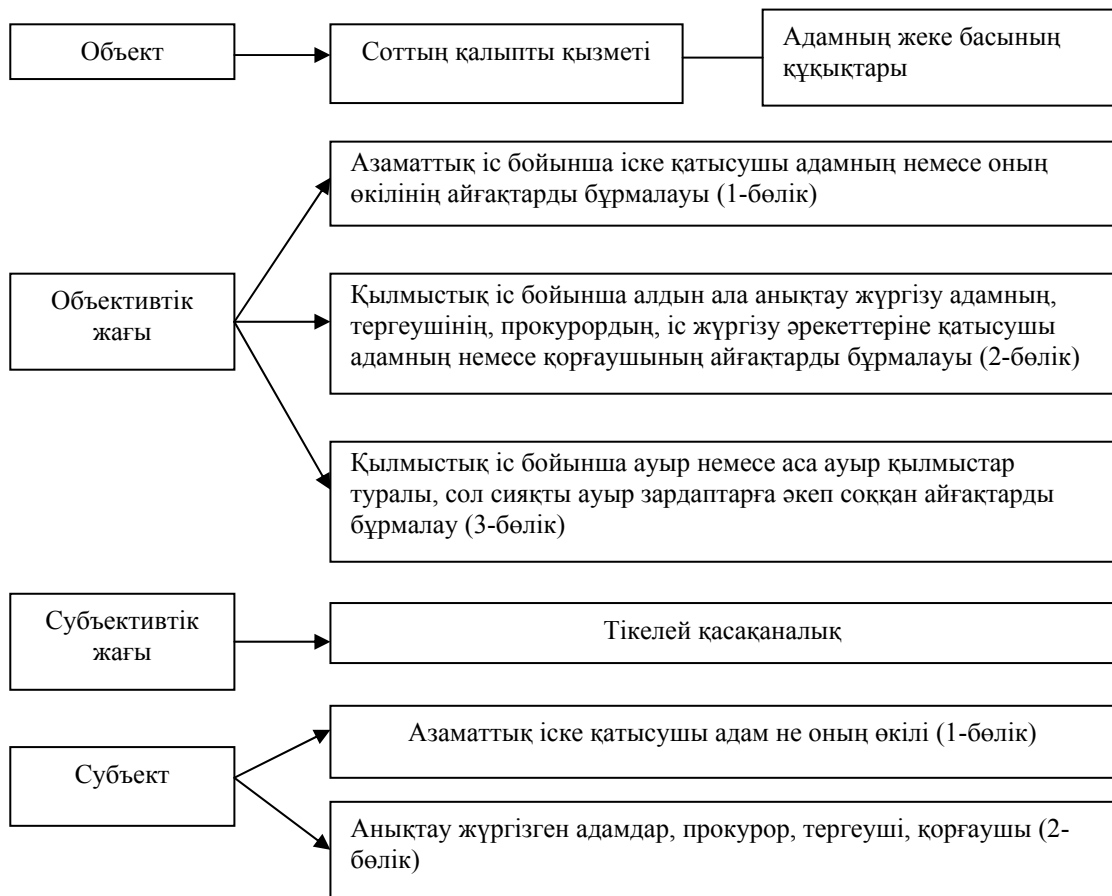 Объект
Соттың қалыпты қызметі
Адамның жеке басының
құқықтары
Объективтік
жағы
Азаматтық іс бойынша іске қатысушы адамның немесе оның
өкілінің айғақтарды бұрмалауы (1-бөлік)
Қылмыстық іс бойынша алдын ала анықтау жүргізу адамның,
тергеушінің, прокурордың, іс жүргізу әрекеттеріне қатысушы
адамның немесе қорғаушының айғақтарды бұрмалауы (2-бөлік)
Қылмыстық іс бойынша ауыр немесе аса ауыр қылмыстар
туралы, сол сияқты ауыр зардаптарға әкеп соққан айғақтарды
бұрмалау (3-бөлік)
Субъективтік
жағы
Тікелей қасақаналық
Субъект
Азаматтық іске қатысушы адам не оның өкілі (1-бөлік)
Анықтау жүргізген адамдар, прокурор, тергеуші, қорғаушы (2-
бөлік)